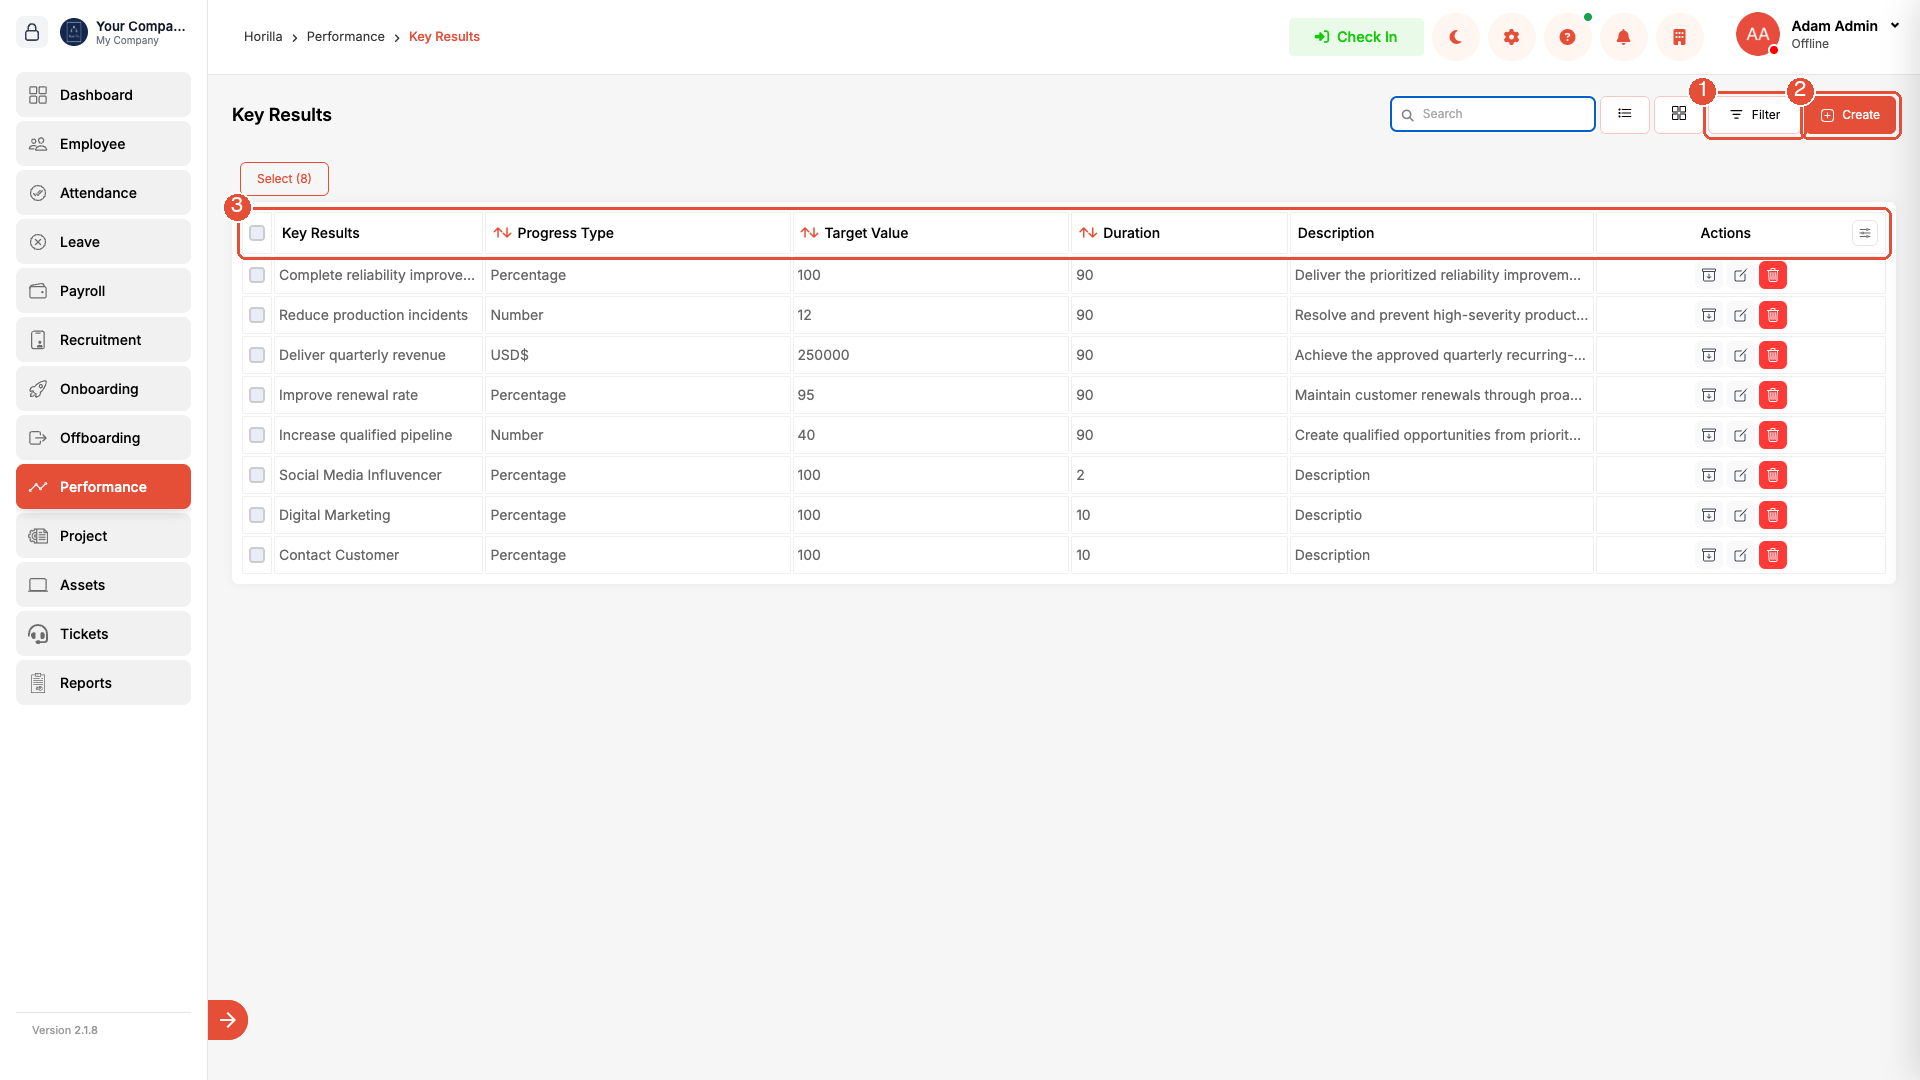 Your Compa...
My Company
Dashboard
Employee
Attendance
Leave
Payroll
Recruitment
Onboarding
Offboarding
Performance
Project
Assets
Tickets
Reports
Version 2.1.8
Horilla > Performance > Key Results
Check In
AA
Adam Admin
Offline
Key Results
Search
1
Filter
2
Create
Select (8)
3
Key Results Progress Type Target Value Duration Description Actions
Complete reliability improve... Percentage 100 90 Deliver the prioritized reliability improvem...
Reduce production incidents Number 12 90 Resolve and prevent high-severity product...
Deliver quarterly revenue USD$ 250000 90 Achieve the approved quarterly recurring-...
Improve renewal rate Percentage 95 90 Maintain customer renewals through proa...
Increase qualified pipeline Number 40 90 Create qualified opportunities from priorit...
Social Media Influvencer Percentage 100 2 Description
Digital Marketing Percentage 100 10 Descriptio
Contact Customer Percentage 100 10 Description